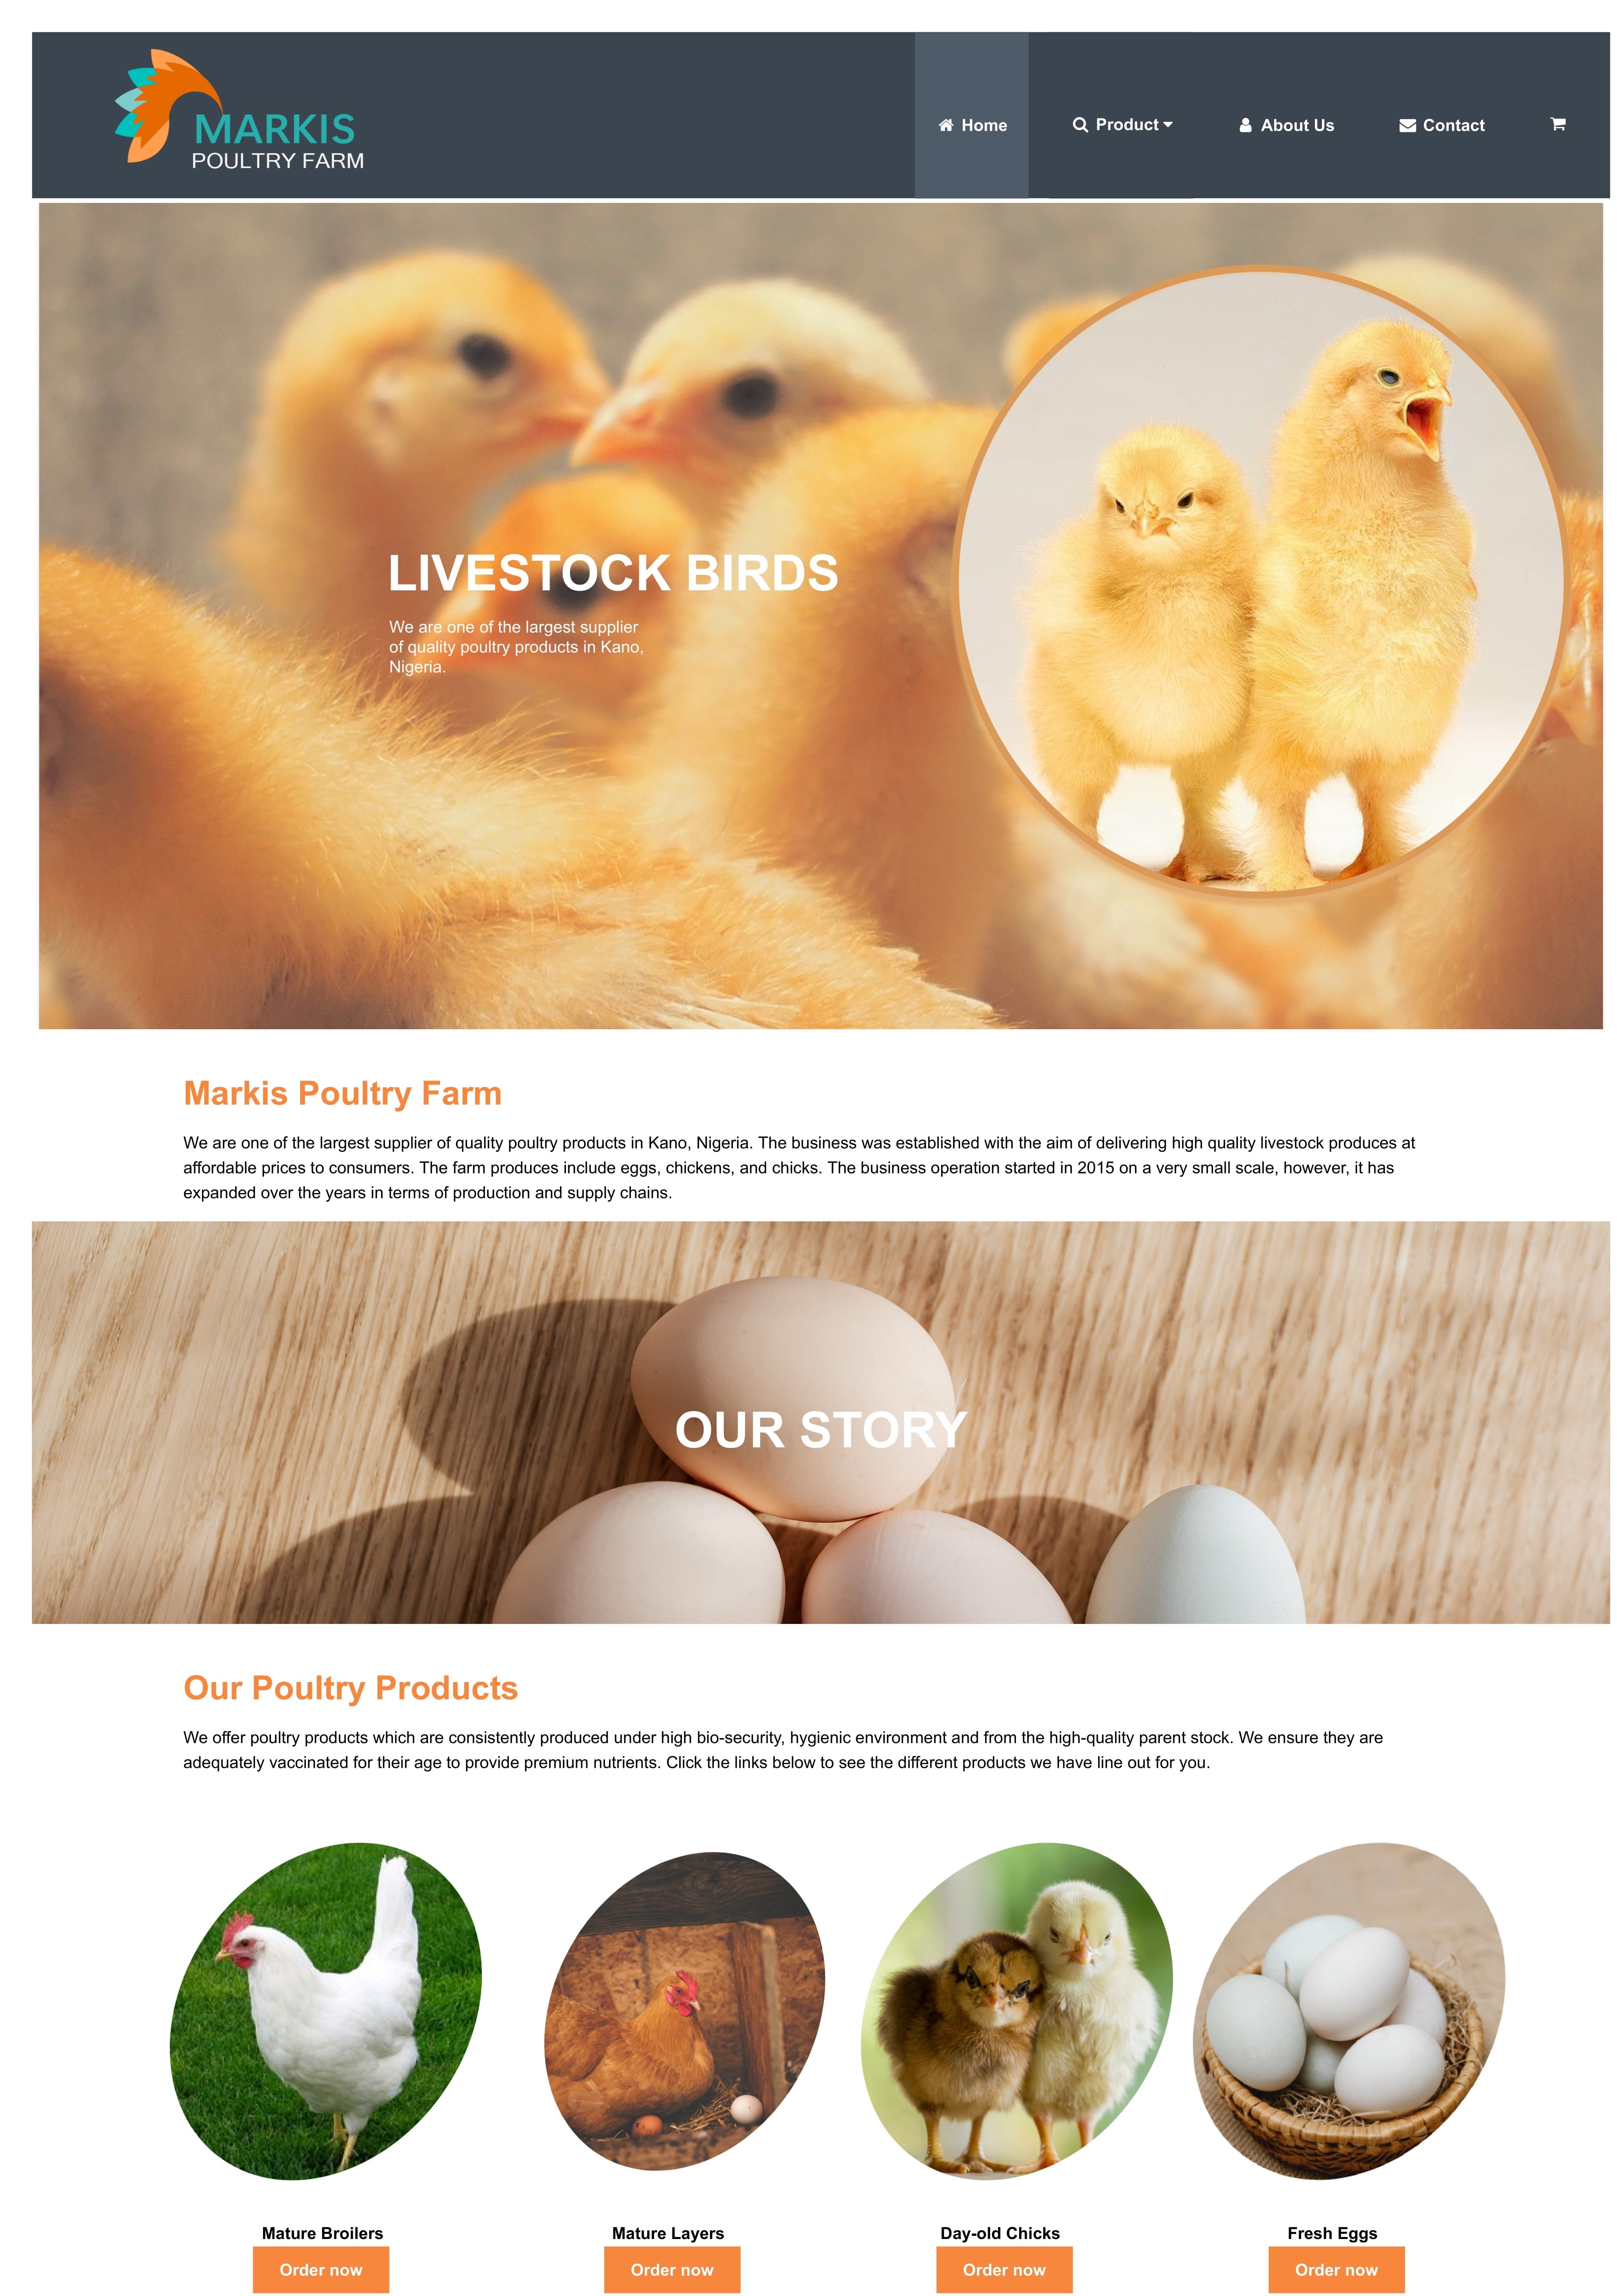 MARKIS
POULTRY FARM
Home
Product
About Us
Contact
LIVESTOCK BIRDS
We are one of the largest supplier
of quality poultry products in Kano,
Nigeria.
Markis Poultry Farm
We are one of the largest supplier of quality poultry products in Kano, Nigeria. The business was established with the aim of delivering high quality livestock produces at
affordable prices to consumers. The farm produces include eggs, chickens, and chicks. The business operation started in 2015 on a very small scale, however, it has
expanded over the years in terms of production and supply chains.
OUR STORY
Our Poultry Products
We offer poultry products which are consistently produced under high bio-security, hygienic environment and from the high-quality parent stock. We ensure they are
adequately vaccinated for their age to provide premium nutrients. Click the links below to see the different products we have line out for you.
Mature Broilers
Order now
Mature Layers
Order now
Day-old Chicks
Order now
Fresh Eggs
Order now